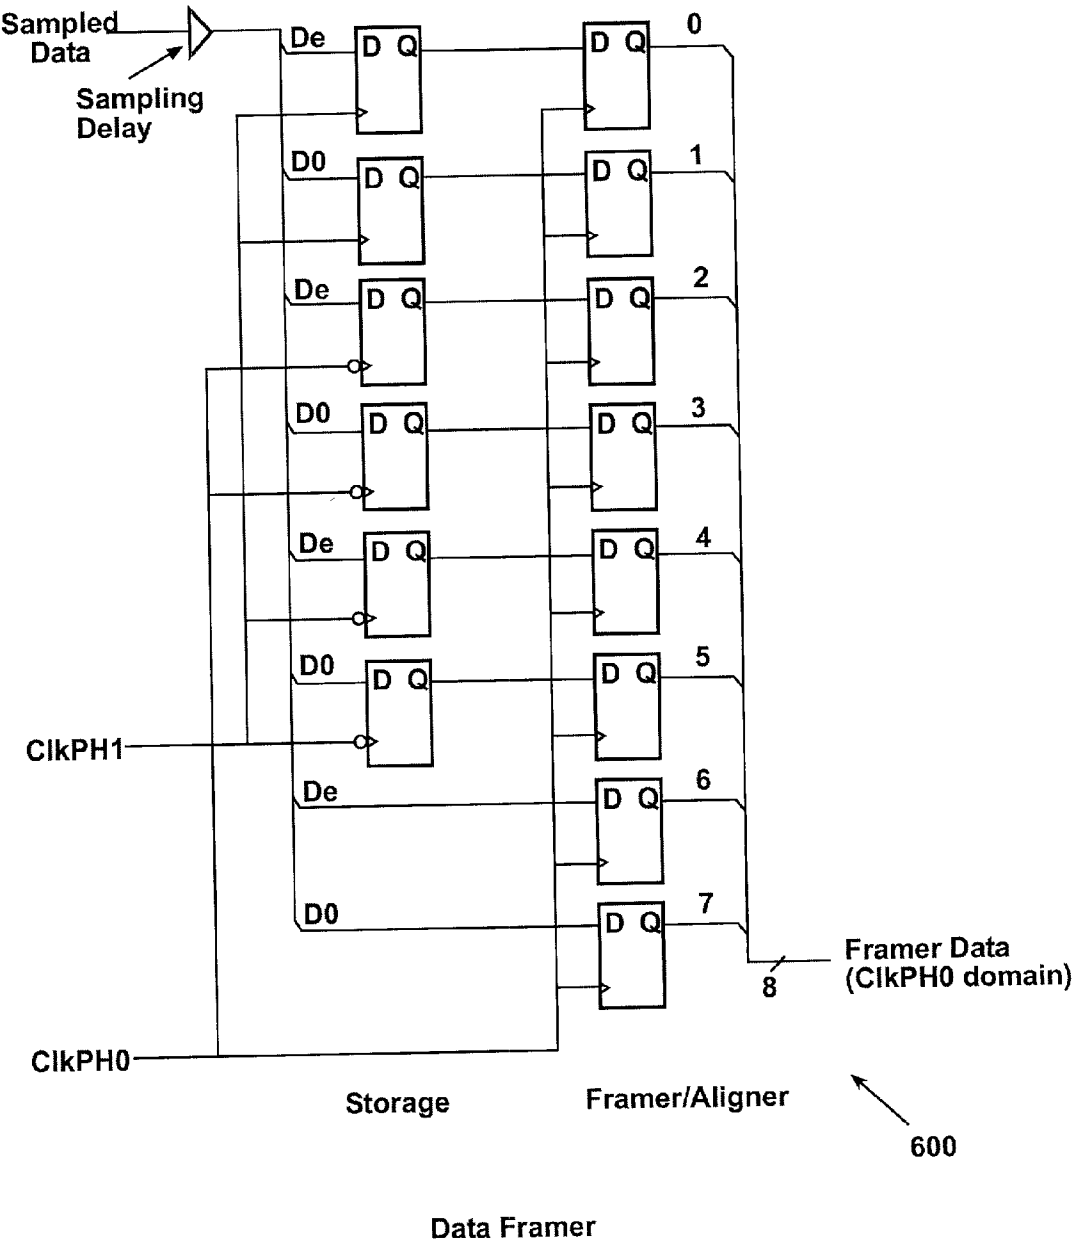 Sampled
Data
Sampling
Delay
De
D Q
D Q
0
D0
D Q
D Q
1
De
D Q
D Q
2
D0
D Q
D Q
3
De
D Q
D Q
4
D0
D Q
D Q
5
ClkPH1
De
D Q
6
D0
D Q
7
Framer Data
(ClkPH0 domain)
8
ClkPH0
Storage
Framer/Aligner
600
Data Framer